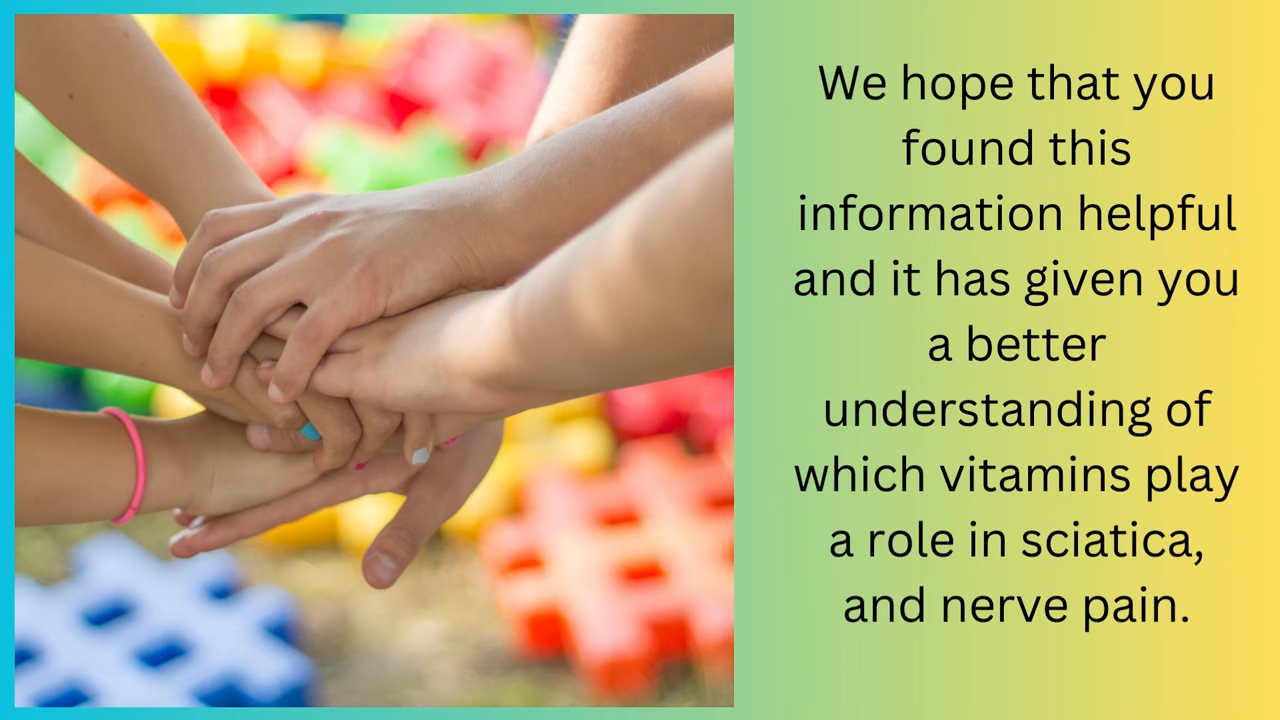 We hope that you
found this
information helpful
and it has given you
a better
understanding of
which vitamins play
a role in sciatica,
and nerve pain.